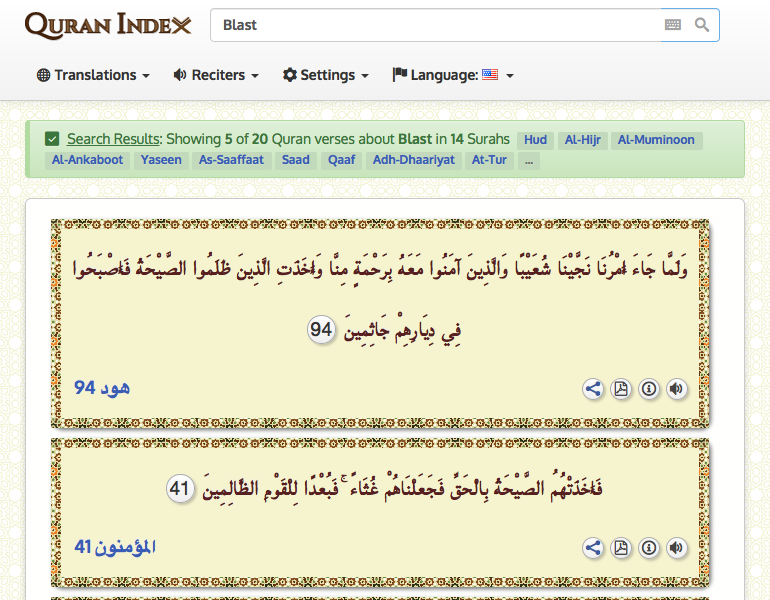 QURAN INDEX
Blast
Translations Reciters Settings Language:
Search Results: Showing 5 of 20 Quran verses about Blast in 14 Surahs Hud Al-Hijr Al-Muminoon
Al-Ankaboot Yaseen As-Saaffaat Saad Qaaf Adh-Dhaariyat At-Tur ...
وَلَمَّا جَاءَ أَمْرُنَا نَجَّيْنَا شُعَيْبًا وَالَّذِينَ آمَنُوا مَعَهُ بِرَحْمَةٍ مِنَّا وَأَخَذَتِ الَّذِينَ ظَلَمُوا الصَّيْحَةُ فَأَصْبَحُوا
فِي دِيَارِهِمْ جَاثِمِينَ 94
هود 94
فَأَخَذَتْهُمُ الصَّيْحَةُ بِالْحَقِّ فَجَعَلْنَاهُمْ غُثَاءً ۚ فَبُعْدًا لِلْقَوْمِ الظَّالِمِينَ 41
المؤمنون 41